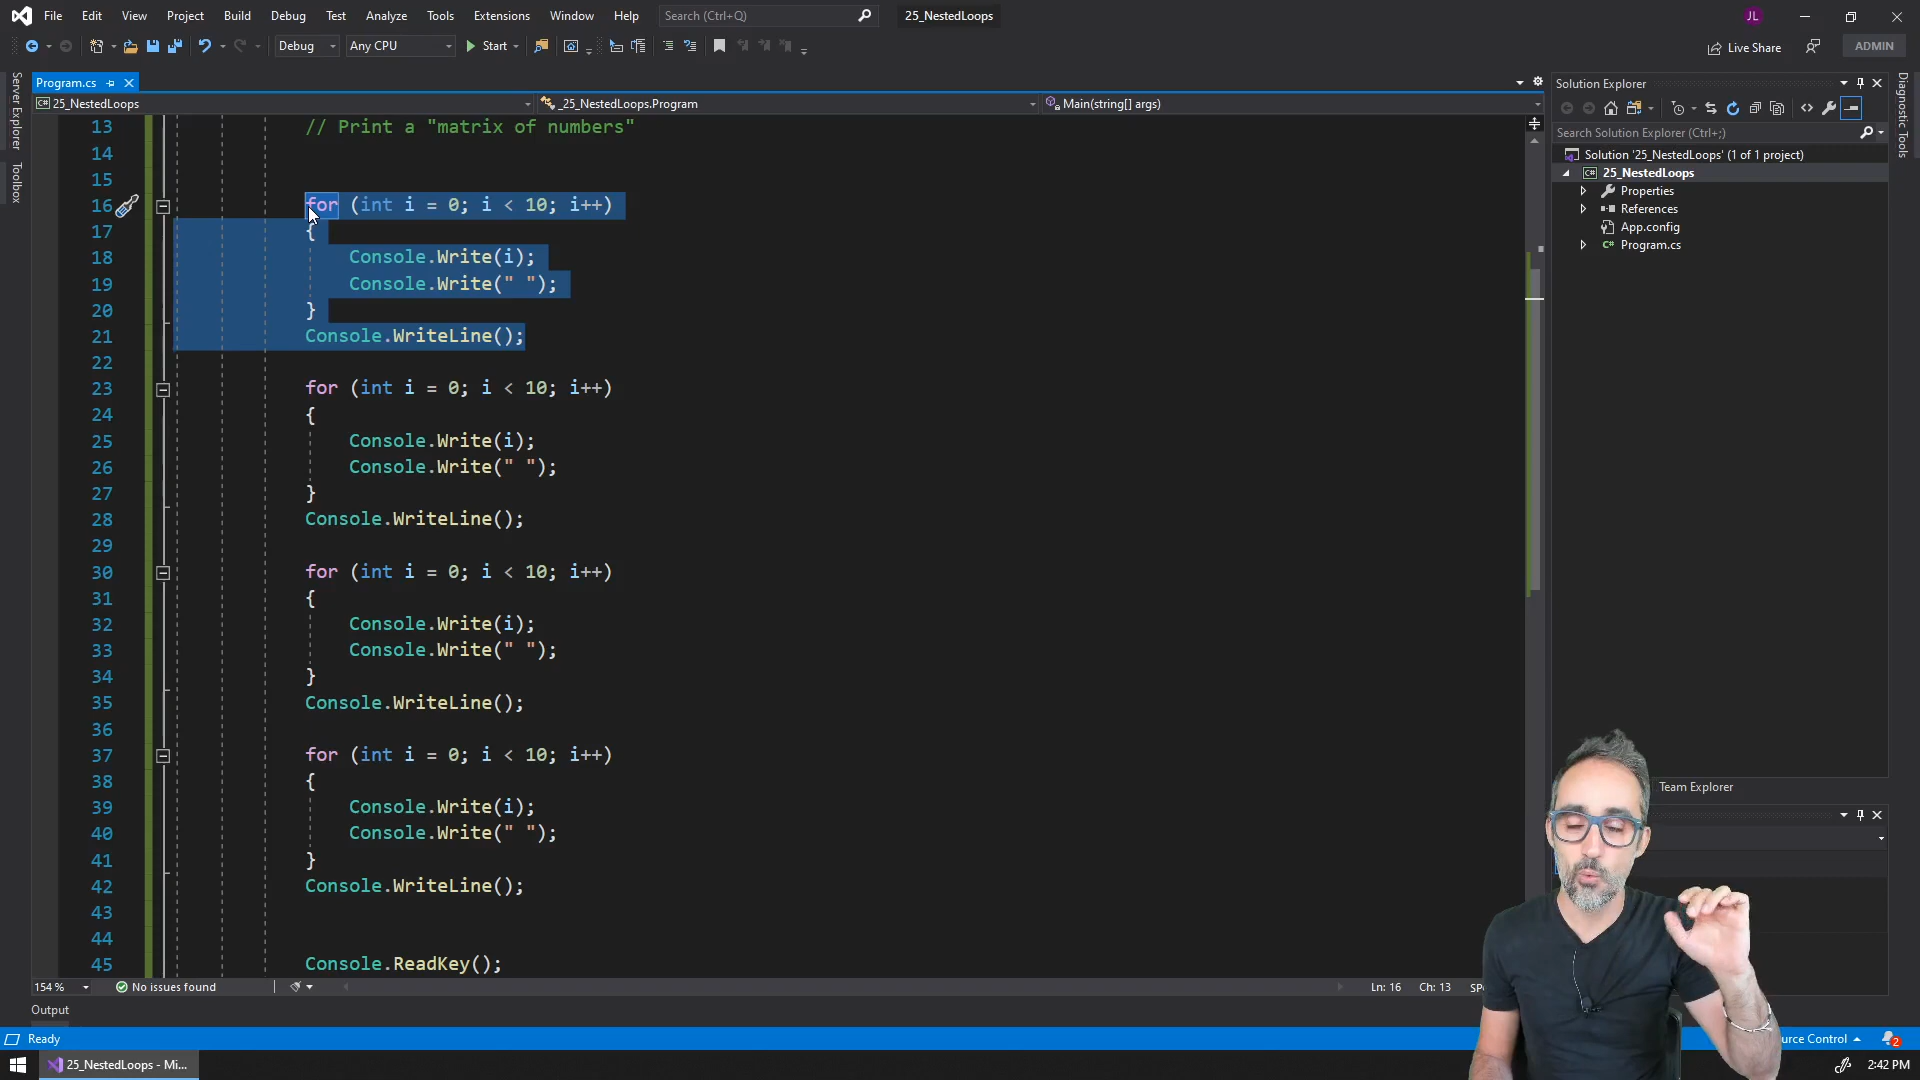 File Edit View Project Build Debug Test Analyze Tools Extensions Window Help Search (Ctrl+Q) 25_NestedLoops JL
Debug Any CPU Start Live Share ADMIN
Server Explorer
Toolbox
Program.cs
C# 25_NestedLoops _25_NestedLoops.Program Main(string[] args)
13 // Print a "matrix of numbers"
14
15
16 for (int i = 0; i < 10; i++)
17 {
18 Console.Write(i);
19 Console.Write(" ");
20 }
21 Console.WriteLine();
22
23 for (int i = 0; i < 10; i++)
24 {
25 Console.Write(i);
26 Console.Write(" ");
27 }
28 Console.WriteLine();
29
30 for (int i = 0; i < 10; i++)
31 {
32 Console.Write(i);
33 Console.Write(" ");
34 }
35 Console.WriteLine();
36
37 for (int i = 0; i < 10; i++)
38 {
39 Console.Write(i);
40 Console.Write(" ");
41 }
42 Console.WriteLine();
43
44
45 Console.ReadKey();
154 % No issues found Ln: 16 Ch: 13
Output
Ready
25_NestedLoops - Mi...
Solution Explorer
Search Solution Explorer (Ctrl+;)
Solution '25_NestedLoops' (1 of 1 project)
C# 25_NestedLoops
Properties
References
App.config
C# Program.cs
Team Explorer
Diagnostic Tools
Control
2
2:42 PM